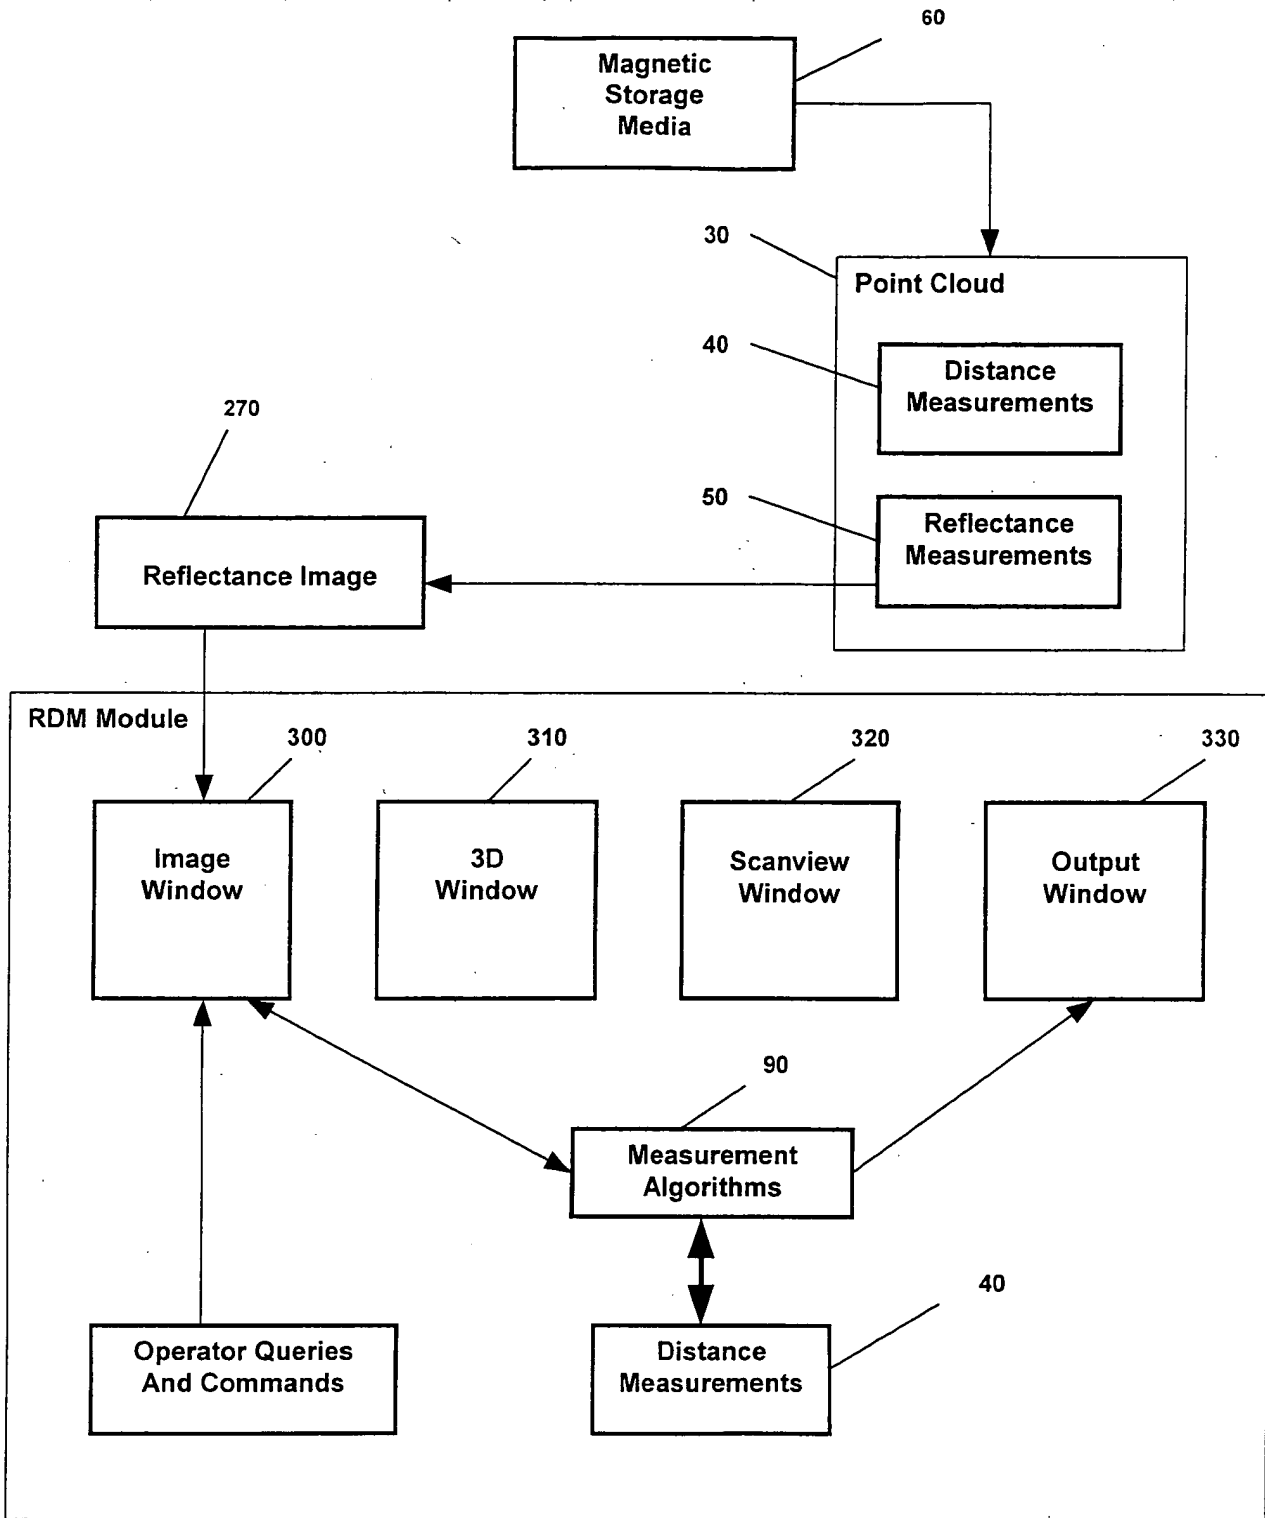 60
Magnetic
Storage
Media
30
Point Cloud
40
Distance
Measurements
270
50
Reflectance
Measurements
Reflectance Image
RDM Module
300
310
320
330
Image
Window
3D
Window
Scanview
Window
Output
Window
90
Measurement
Algorithms
40
Operator Queries
And Commands
Distance
Measurements